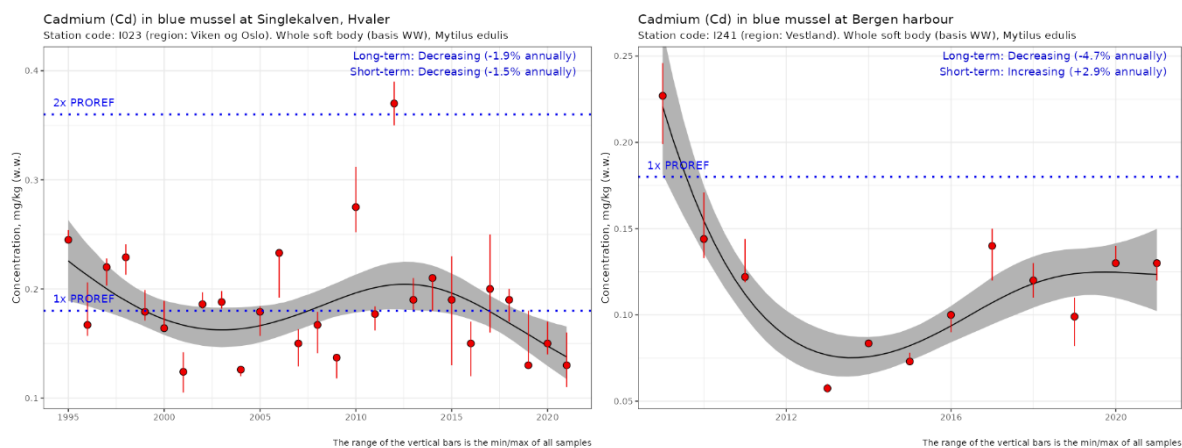 Cadmium (Cd) in blue mussel at Singlekalven, Hvaler
Station code: I023 (region: Viken og Oslo). Whole soft body (basis WW), Mytilus edulis
Long-term: Decreasing (-1.9% annually)
Short-term: Decreasing (-1.5% annually)
2x PROREF
1x PROREF
Concentration, mg/kg (w.w.)
0.4
0.3
0.2
0.1
1995 2000 2005 2010 2015 2020
The range of the vertical bars is the min/max of all samples
Cadmium (Cd) in blue mussel at Bergen harbour
Station code: I241 (region: Vestland). Whole soft body (basis WW), Mytilus edulis
Long-term: Decreasing (-4.7% annually)
Short-term: Increasing (+2.9% annually)
1x PROREF
Concentration, mg/kg (w.w.)
0.25
0.20
0.15
0.10
0.05
2012 2016 2020
The range of the vertical bars is the min/max of all samples